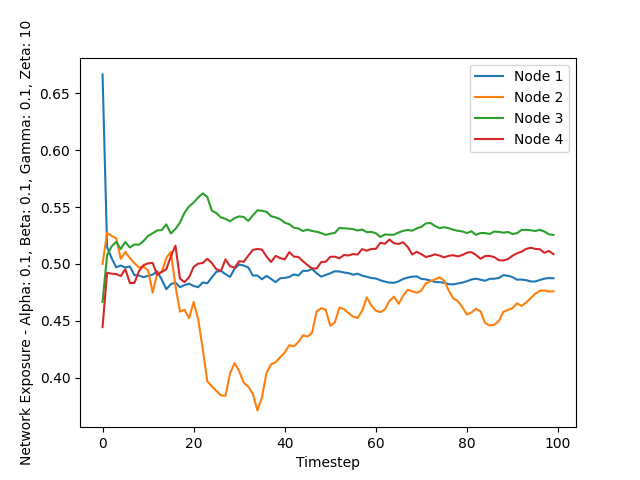 Network Exposure - Alpha: 0.1, Beta: 0.1, Gamma: 0.1, Zeta: 10
0.65
0.60
0.55
0.50
0.45
0.40
0 20 40 60 80 100
Timestep
Node 1
Node 2
Node 3
Node 4